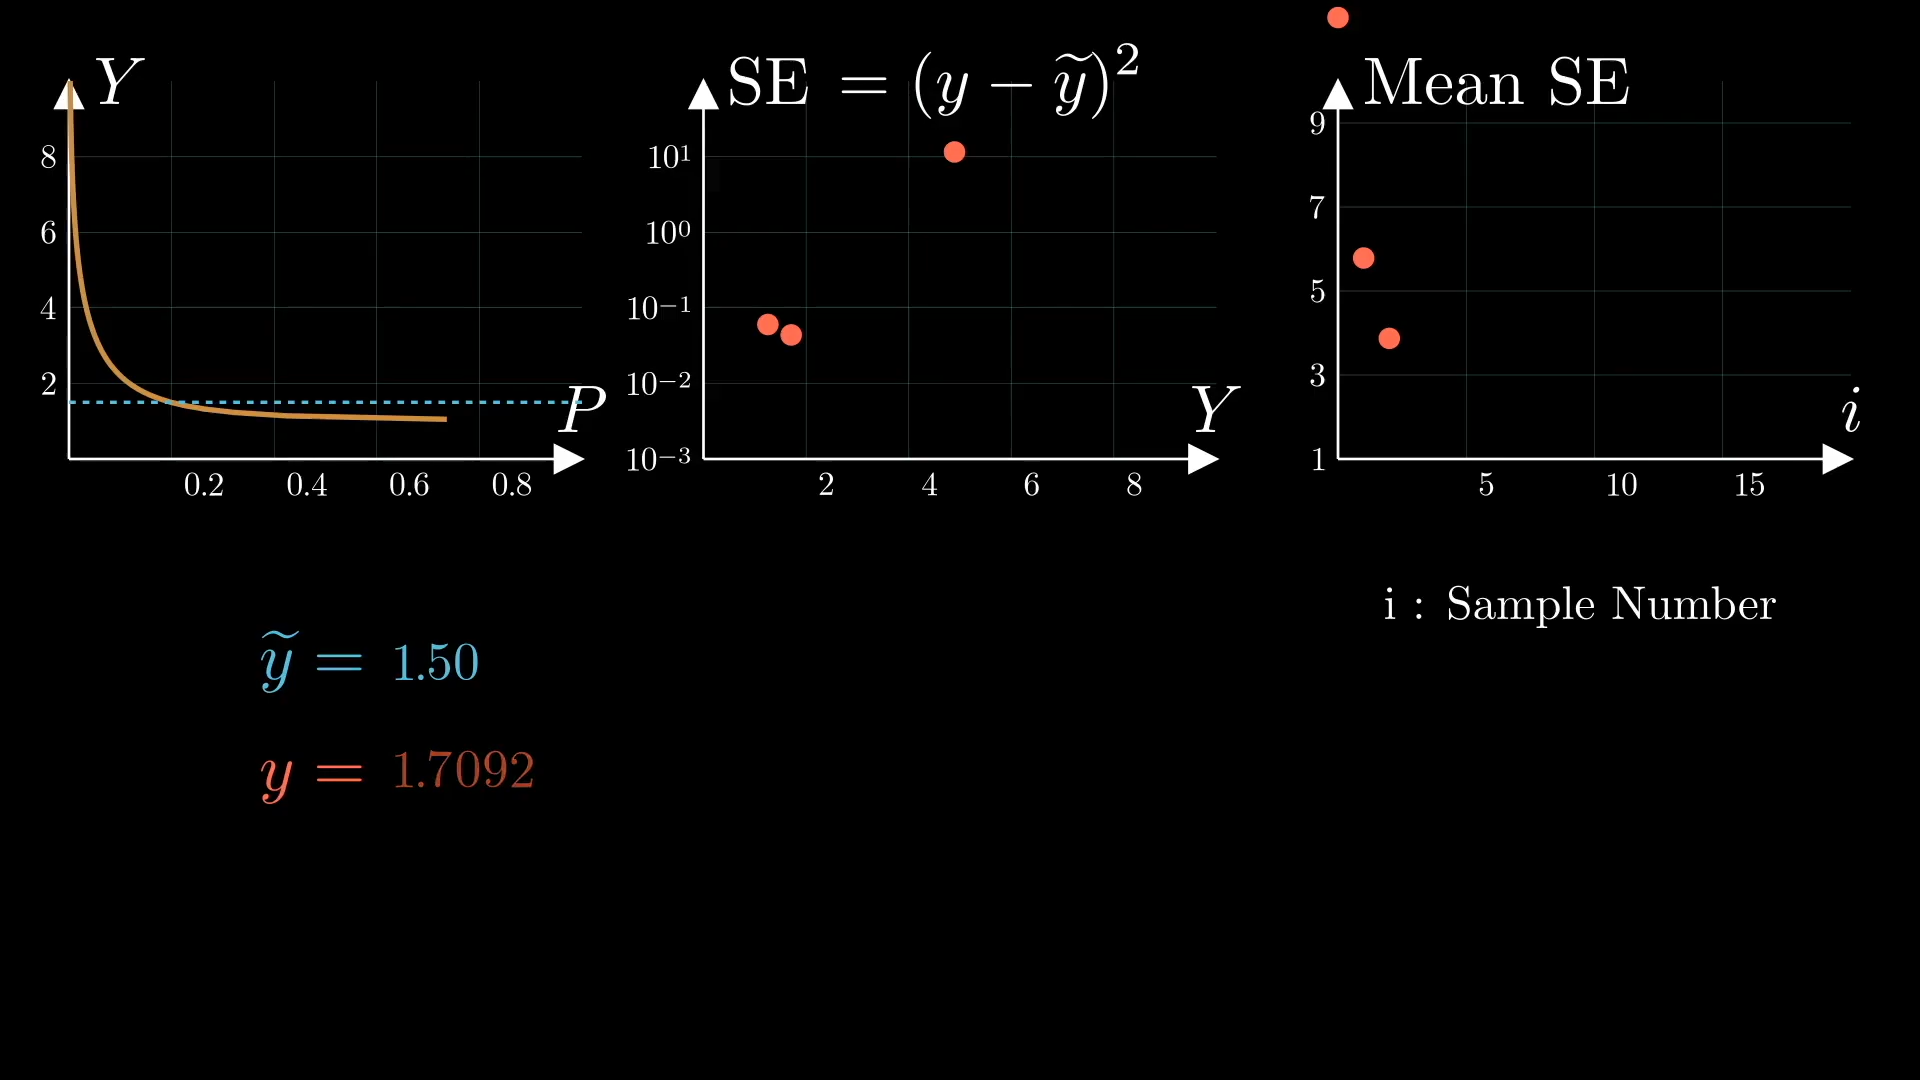 Y
8
6
4
2
P
0.2 0.4 0.6 0.8
SE = (y − ỹ)²
10¹
10⁰
10⁻¹
10⁻²
10⁻³
Y
2 4 6 8
Mean SE
9
7
5
3
1
i
5 10 15
i : Sample Number
ỹ = 1.50
y = 1.7092